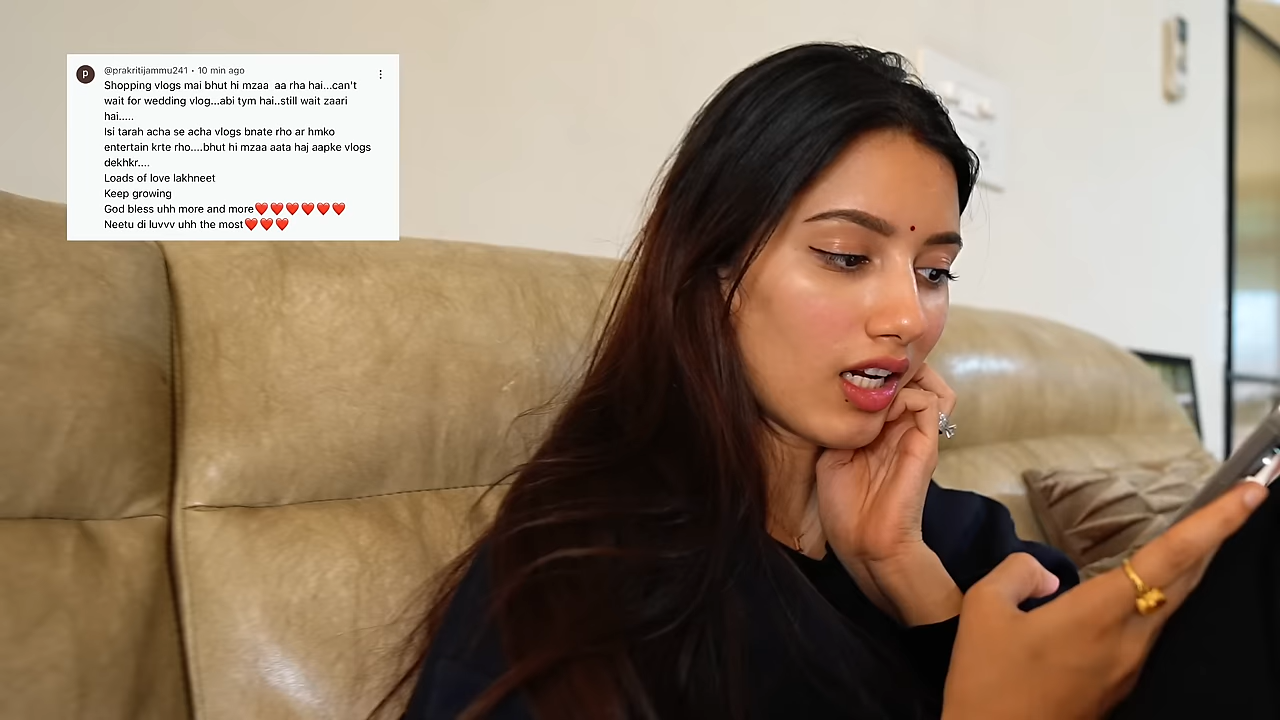 P
@prakritijammu241 • 10 min ago
Shopping vlogs mai bhut hi mzaa aa rha hai...can't
wait for wedding vlog...abi tym hai..still wait zaari
hai.....
Isi tarah acha se acha vlogs bnate rho ar hmko
entertain krte rho....bhut hi mzaa aata haj aapke vlogs
dekhkr....
Loads of love lakhneet
Keep growing
God bless uhh more and more❤️❤️❤️❤️❤️❤️
Neetu di luvvv uhh the most❤️❤️❤️